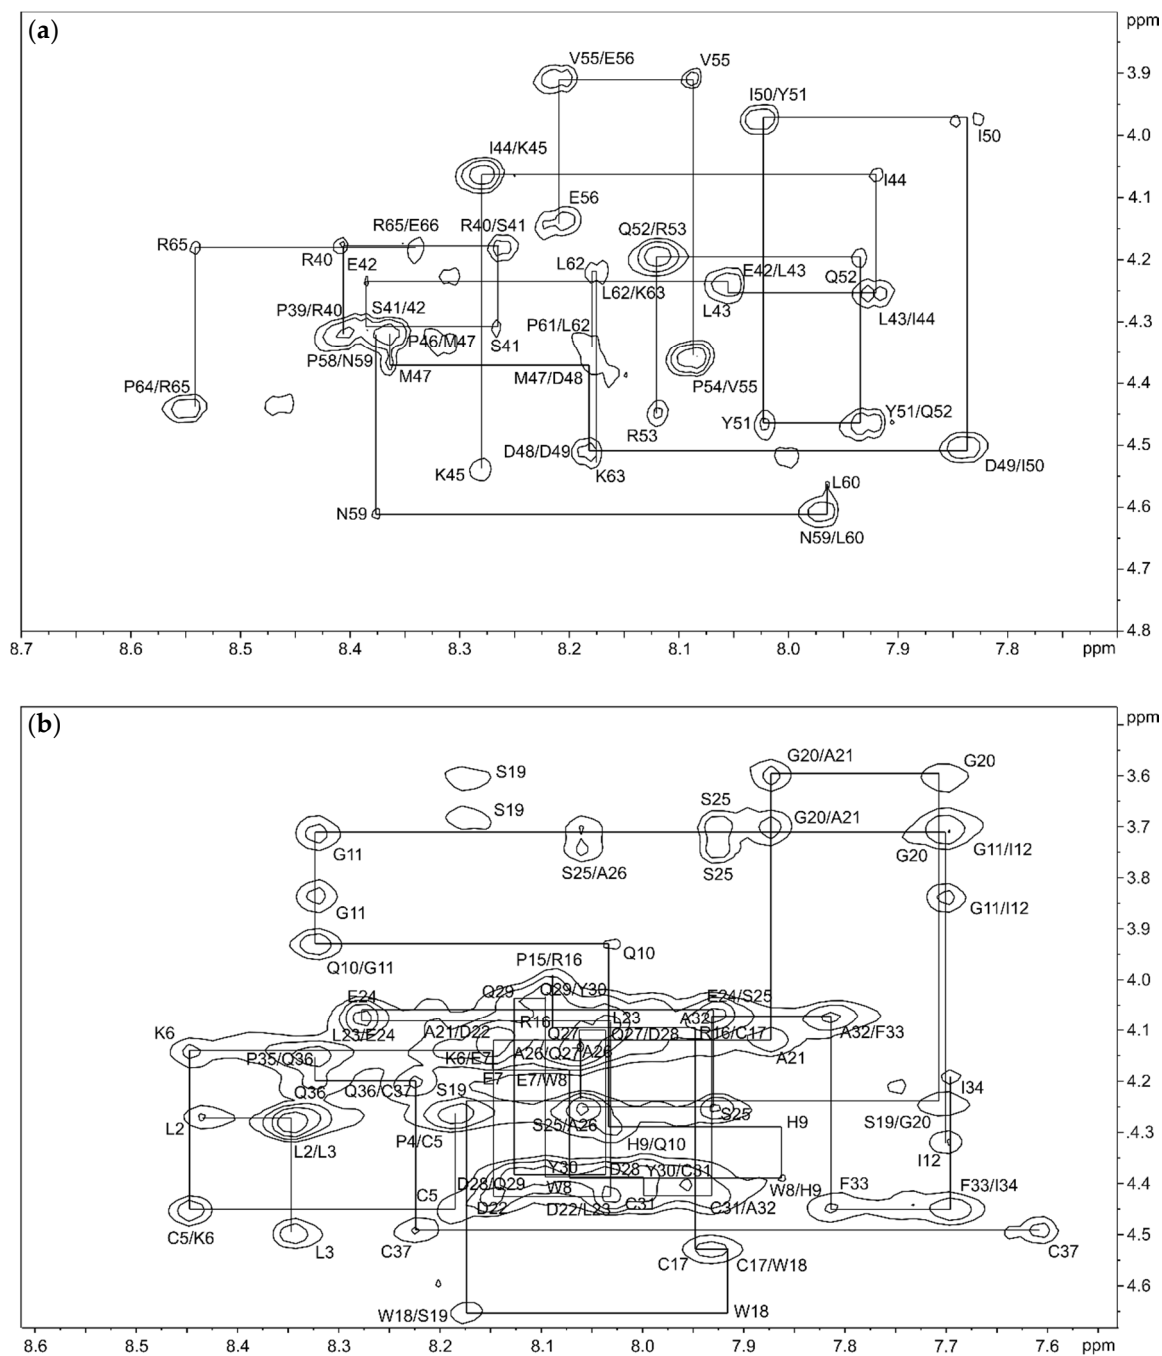 (a)
ppm
V55/E56
V55
3.9
I50/Y51
4.0
I50
I44/K45
I44
4.1
E56
R65/E66
R40/S41
Q52/R53
R65
R40
4.2
E42
L62
E42/L43
Q52
L62/K63
P39/R40
S41/42
L43
L43/I44
4.3
P61/L62
P46/M47
S41
P58/N59
M47
M47/D48
P54/V55
P64/R65
4.4
R53
Y51
Y51/Q52
D48/D49
4.5
K45
K63
D49/I50
L60
N59
4.6
N59/L60
4.7
4.8
8.7
8.6
8.5
8.4
8.3
8.2
8.1
8.0
7.9
7.8
ppm
(b)
ppm
G20/A21
G20
S19
3.6
S25
S19
G20/A21
3.7
G11
G20
G11/I12
S25/A26
S25
3.8
G11
G11/I12
3.9
Q10
P15/R16
Q10/G11
4.0
E24
Q29
Q29/Y30
E24/S25
R16
L23
A32
K6
L23/E24
A21/D22
Q27
Q27/D28
R16/C17
A32/F33
4.1
P35/Q36
K6/E7
A26/Q27
A26
A21
E7
E7/W8
Q36
Q36/C37
S19
I34
4.2
L2
P4/C5
S25/A26
S25
S19/G20
L2/L3
H9/Q10
H9
4.3
I12
Y30
D28
Y30/C31
C5
D28/Q29
W8
W8/H9
F33
F33/I34
4.4
D22
D22/L23
C31
C31/A32
C5/K6
L3
C37
C17
C17/W18
C37
4.5
4.6
W18/S19
W18
8.6
8.5
8.4
8.3
8.2
8.1
8.0
7.9
7.8
7.7
7.6
ppm